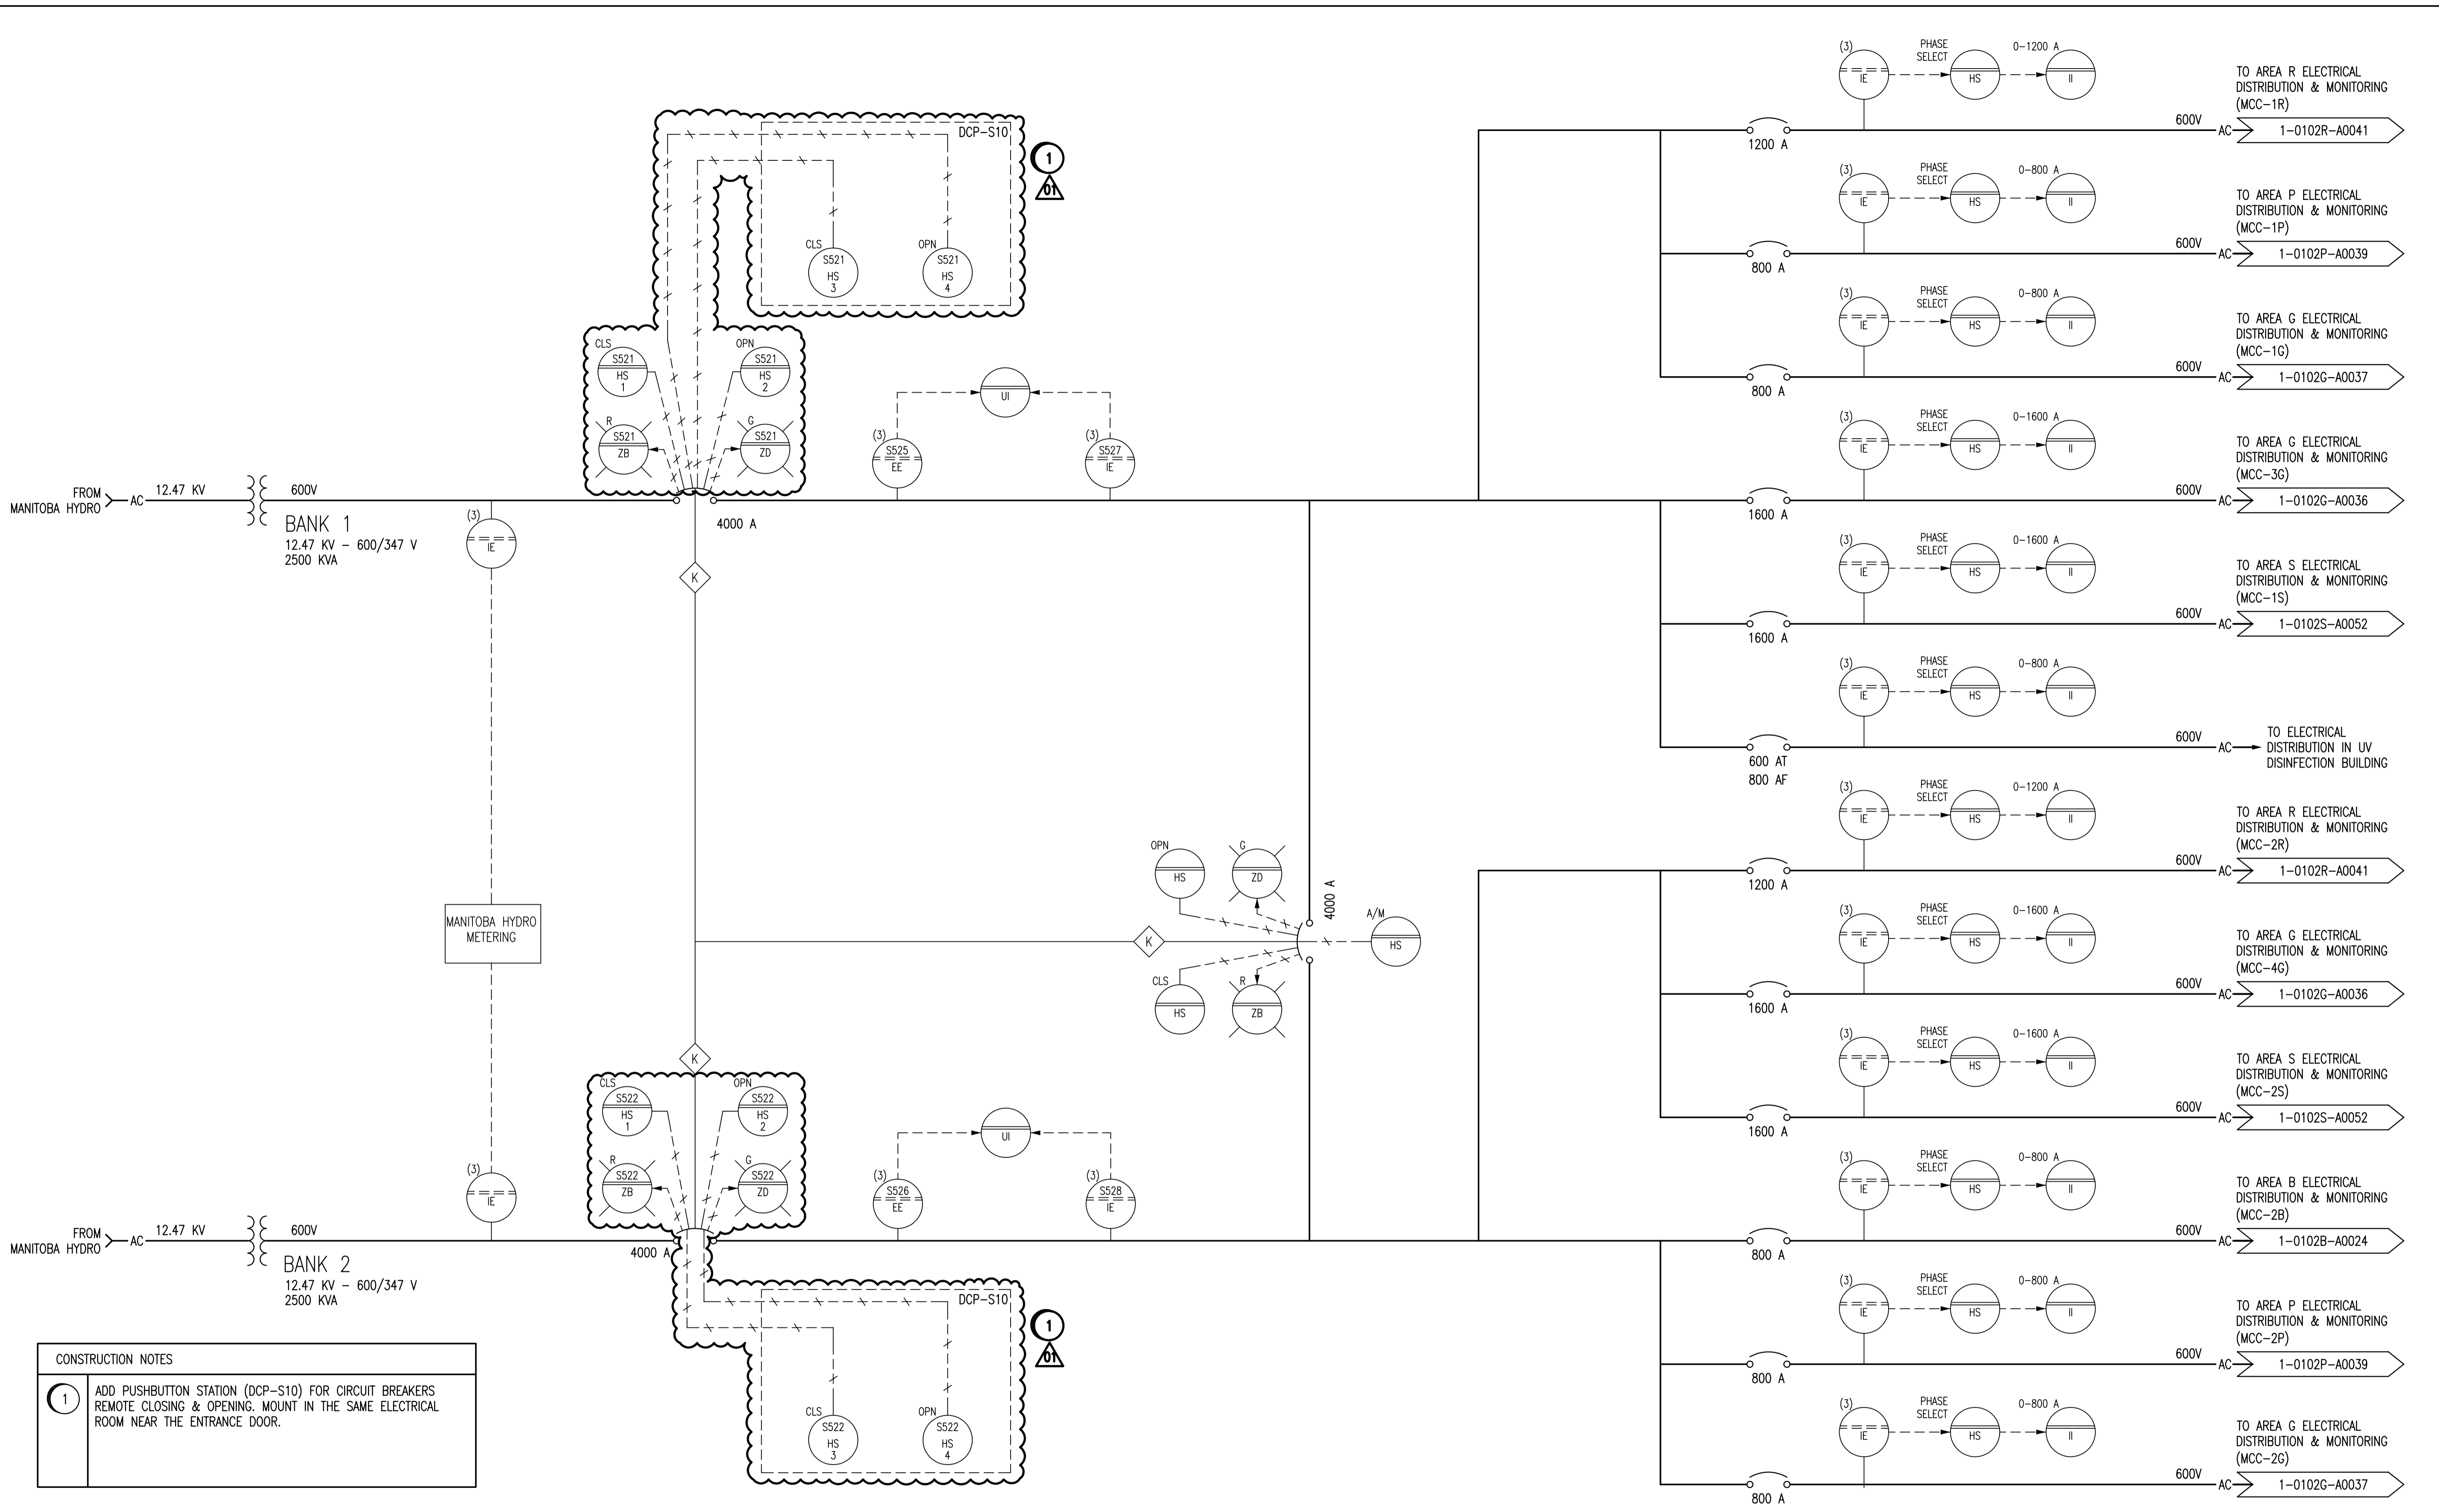 (3)
PHASE
SELECT
0-1200 A
IE
HS
II
TO AREA R ELECTRICAL
DISTRIBUTION & MONITORING
(MCC-1R)
600V
AC
1-0102R-A0041
1200 A
(3)
PHASE
SELECT
0-800 A
IE
HS
II
TO AREA P ELECTRICAL
DISTRIBUTION & MONITORING
(MCC-1P)
600V
AC
1-0102P-A0039
800 A
(3)
PHASE
SELECT
0-800 A
IE
HS
II
TO AREA G ELECTRICAL
DISTRIBUTION & MONITORING
(MCC-1G)
600V
AC
1-0102G-A0037
800 A
(3)
PHASE
SELECT
0-1600 A
IE
HS
II
TO AREA G ELECTRICAL
DISTRIBUTION & MONITORING
(MCC-3G)
600V
AC
1-0102G-A0036
1600 A
(3)
PHASE
SELECT
0-1600 A
IE
HS
II
TO AREA S ELECTRICAL
DISTRIBUTION & MONITORING
(MCC-1S)
600V
AC
1-0102S-A0052
1600 A
(3)
PHASE
SELECT
0-800 A
IE
HS
II
600V
AC
TO ELECTRICAL
DISTRIBUTION IN UV
DISINFECTION BUILDING
600 AT
800 AF
(3)
PHASE
SELECT
0-1200 A
IE
HS
II
TO AREA R ELECTRICAL
DISTRIBUTION & MONITORING
(MCC-2R)
600V
AC
1-0102R-A0041
1200 A
(3)
PHASE
SELECT
0-1600 A
IE
HS
II
TO AREA G ELECTRICAL
DISTRIBUTION & MONITORING
(MCC-4G)
600V
AC
1-0102G-A0036
1600 A
(3)
PHASE
SELECT
0-1600 A
IE
HS
II
TO AREA S ELECTRICAL
DISTRIBUTION & MONITORING
(MCC-2S)
600V
AC
1-0102S-A0052
1600 A
(3)
PHASE
SELECT
0-800 A
IE
HS
II
TO AREA B ELECTRICAL
DISTRIBUTION & MONITORING
(MCC-2B)
600V
AC
1-0102B-A0024
800 A
(3)
PHASE
SELECT
0-800 A
IE
HS
II
TO AREA P ELECTRICAL
DISTRIBUTION & MONITORING
(MCC-2P)
600V
AC
1-0102P-A0039
800 A
(3)
PHASE
SELECT
0-800 A
IE
HS
II
TO AREA G ELECTRICAL
DISTRIBUTION & MONITORING
(MCC-2G)
600V
AC
1-0102G-A0037
800 A
DCP-S10
1
01
CLS
S521
HS
3
OPN
S521
HS
4
CLS
S521
HS
1
OPN
S521
HS
2
R
S521
ZB
G
S521
ZD
UI
(3)
S525
EE
(3)
S527
IE
FROM
MANITOBA HYDRO
AC
12.47 KV
600V
BANK 1
12.47 KV - 600/347 V
2500 KVA
(3)
IE
4000 A
K
MANITOBA HYDRO
METERING
OPN
HS
G
ZD
4000 A
A/M
HS
K
CLS
HS
R
ZB
K
CLS
S522
HS
1
OPN
S522
HS
2
R
S522
ZB
G
S522
ZD
UI
(3)
S526
EE
(3)
S528
IE
(3)
IE
FROM
MANITOBA HYDRO
AC
12.47 KV
600V
BANK 2
12.47 KV - 600/347 V
2500 KVA
4000 A
DCP-S10
1
01
CLS
S522
HS
3
OPN
S522
HS
4
CONSTRUCTION NOTES
1
ADD PUSHBUTTON STATION (DCP-S10) FOR CIRCUIT BREAKERS
REMOTE CLOSING & OPENING. MOUNT IN THE SAME ELECTRICAL
ROOM NEAR THE ENTRANCE DOOR.